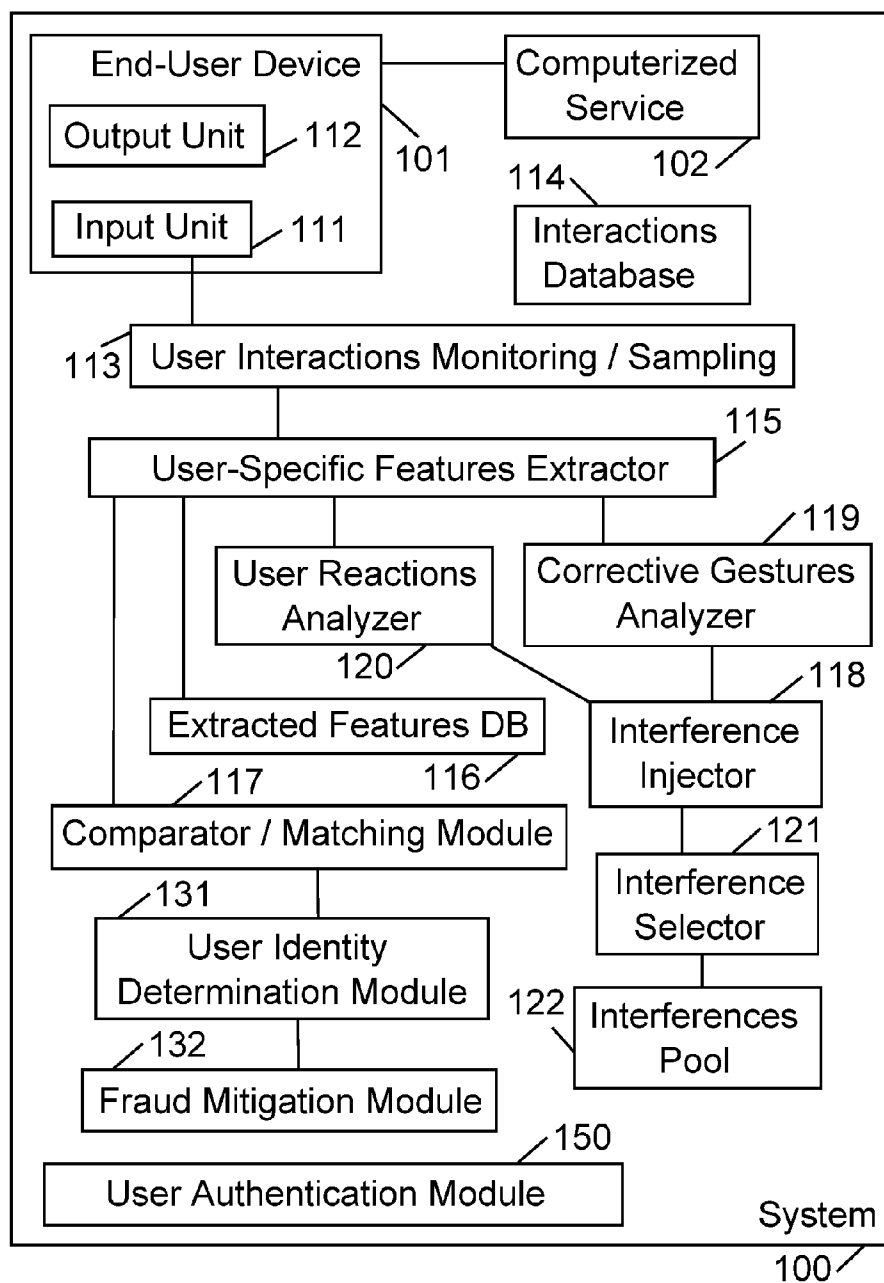 End-User Device
Output Unit
112
Input Unit
111
101
Computerized
Service
102
114
Interactions
Database
113
User Interactions Monitoring / Sampling
115
User-Specific Features Extractor
119
User Reactions
Analyzer
120
Corrective Gestures
Analyzer
118
Extracted Features DB
116
Interference
Injector
117
Comparator / Matching Module
121
Interference
Selector
131
User Identity
Determination Module
122
Interferences
Pool
132
Fraud Mitigation Module
150
User Authentication Module
System
100